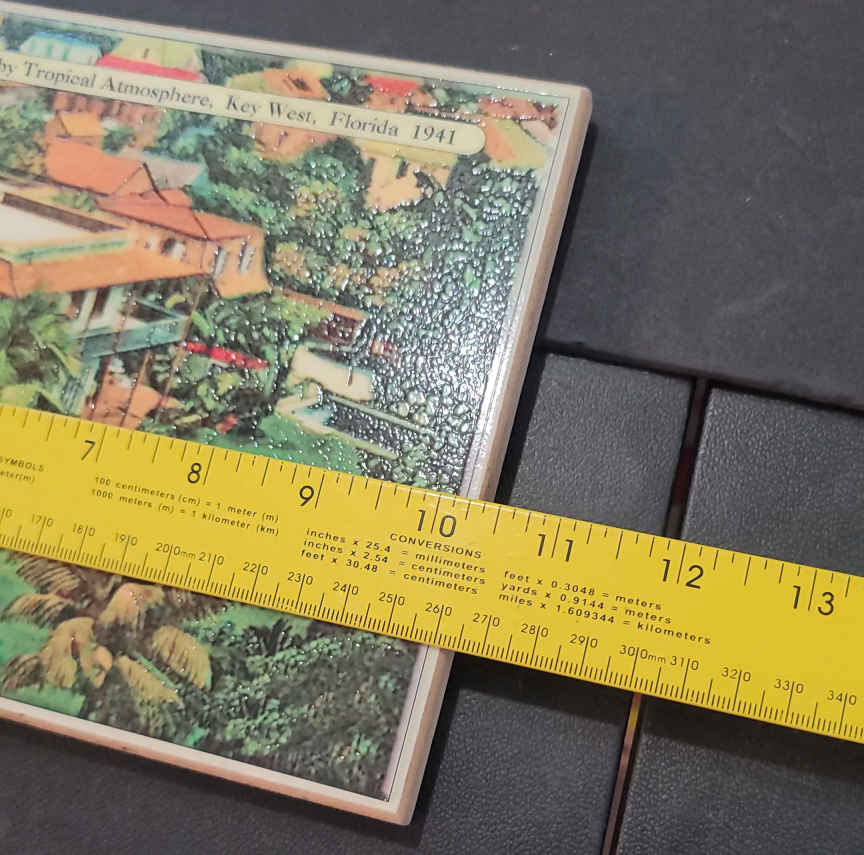 by Tropical Atmosphere, Key West, Florida 1941
7 8 9 10 11 12 13
SYMBOLS
meter(m)
100 centimeters (cm) = 1 meter (m)
1000 meters (m) = 1 kilometer (km)
CONVERSIONS
inches x 25.4 = millimeters
inches x 2.54 = centimeters
feet x 30.48 = centimeters
feet x 0.3048 = meters
yards x 0.9144 = meters
miles x 1.609344 = kilometers
0 170 180 190 200mm 210 220 230 240 250 260 270 280 290 300mm 310 320 330 340